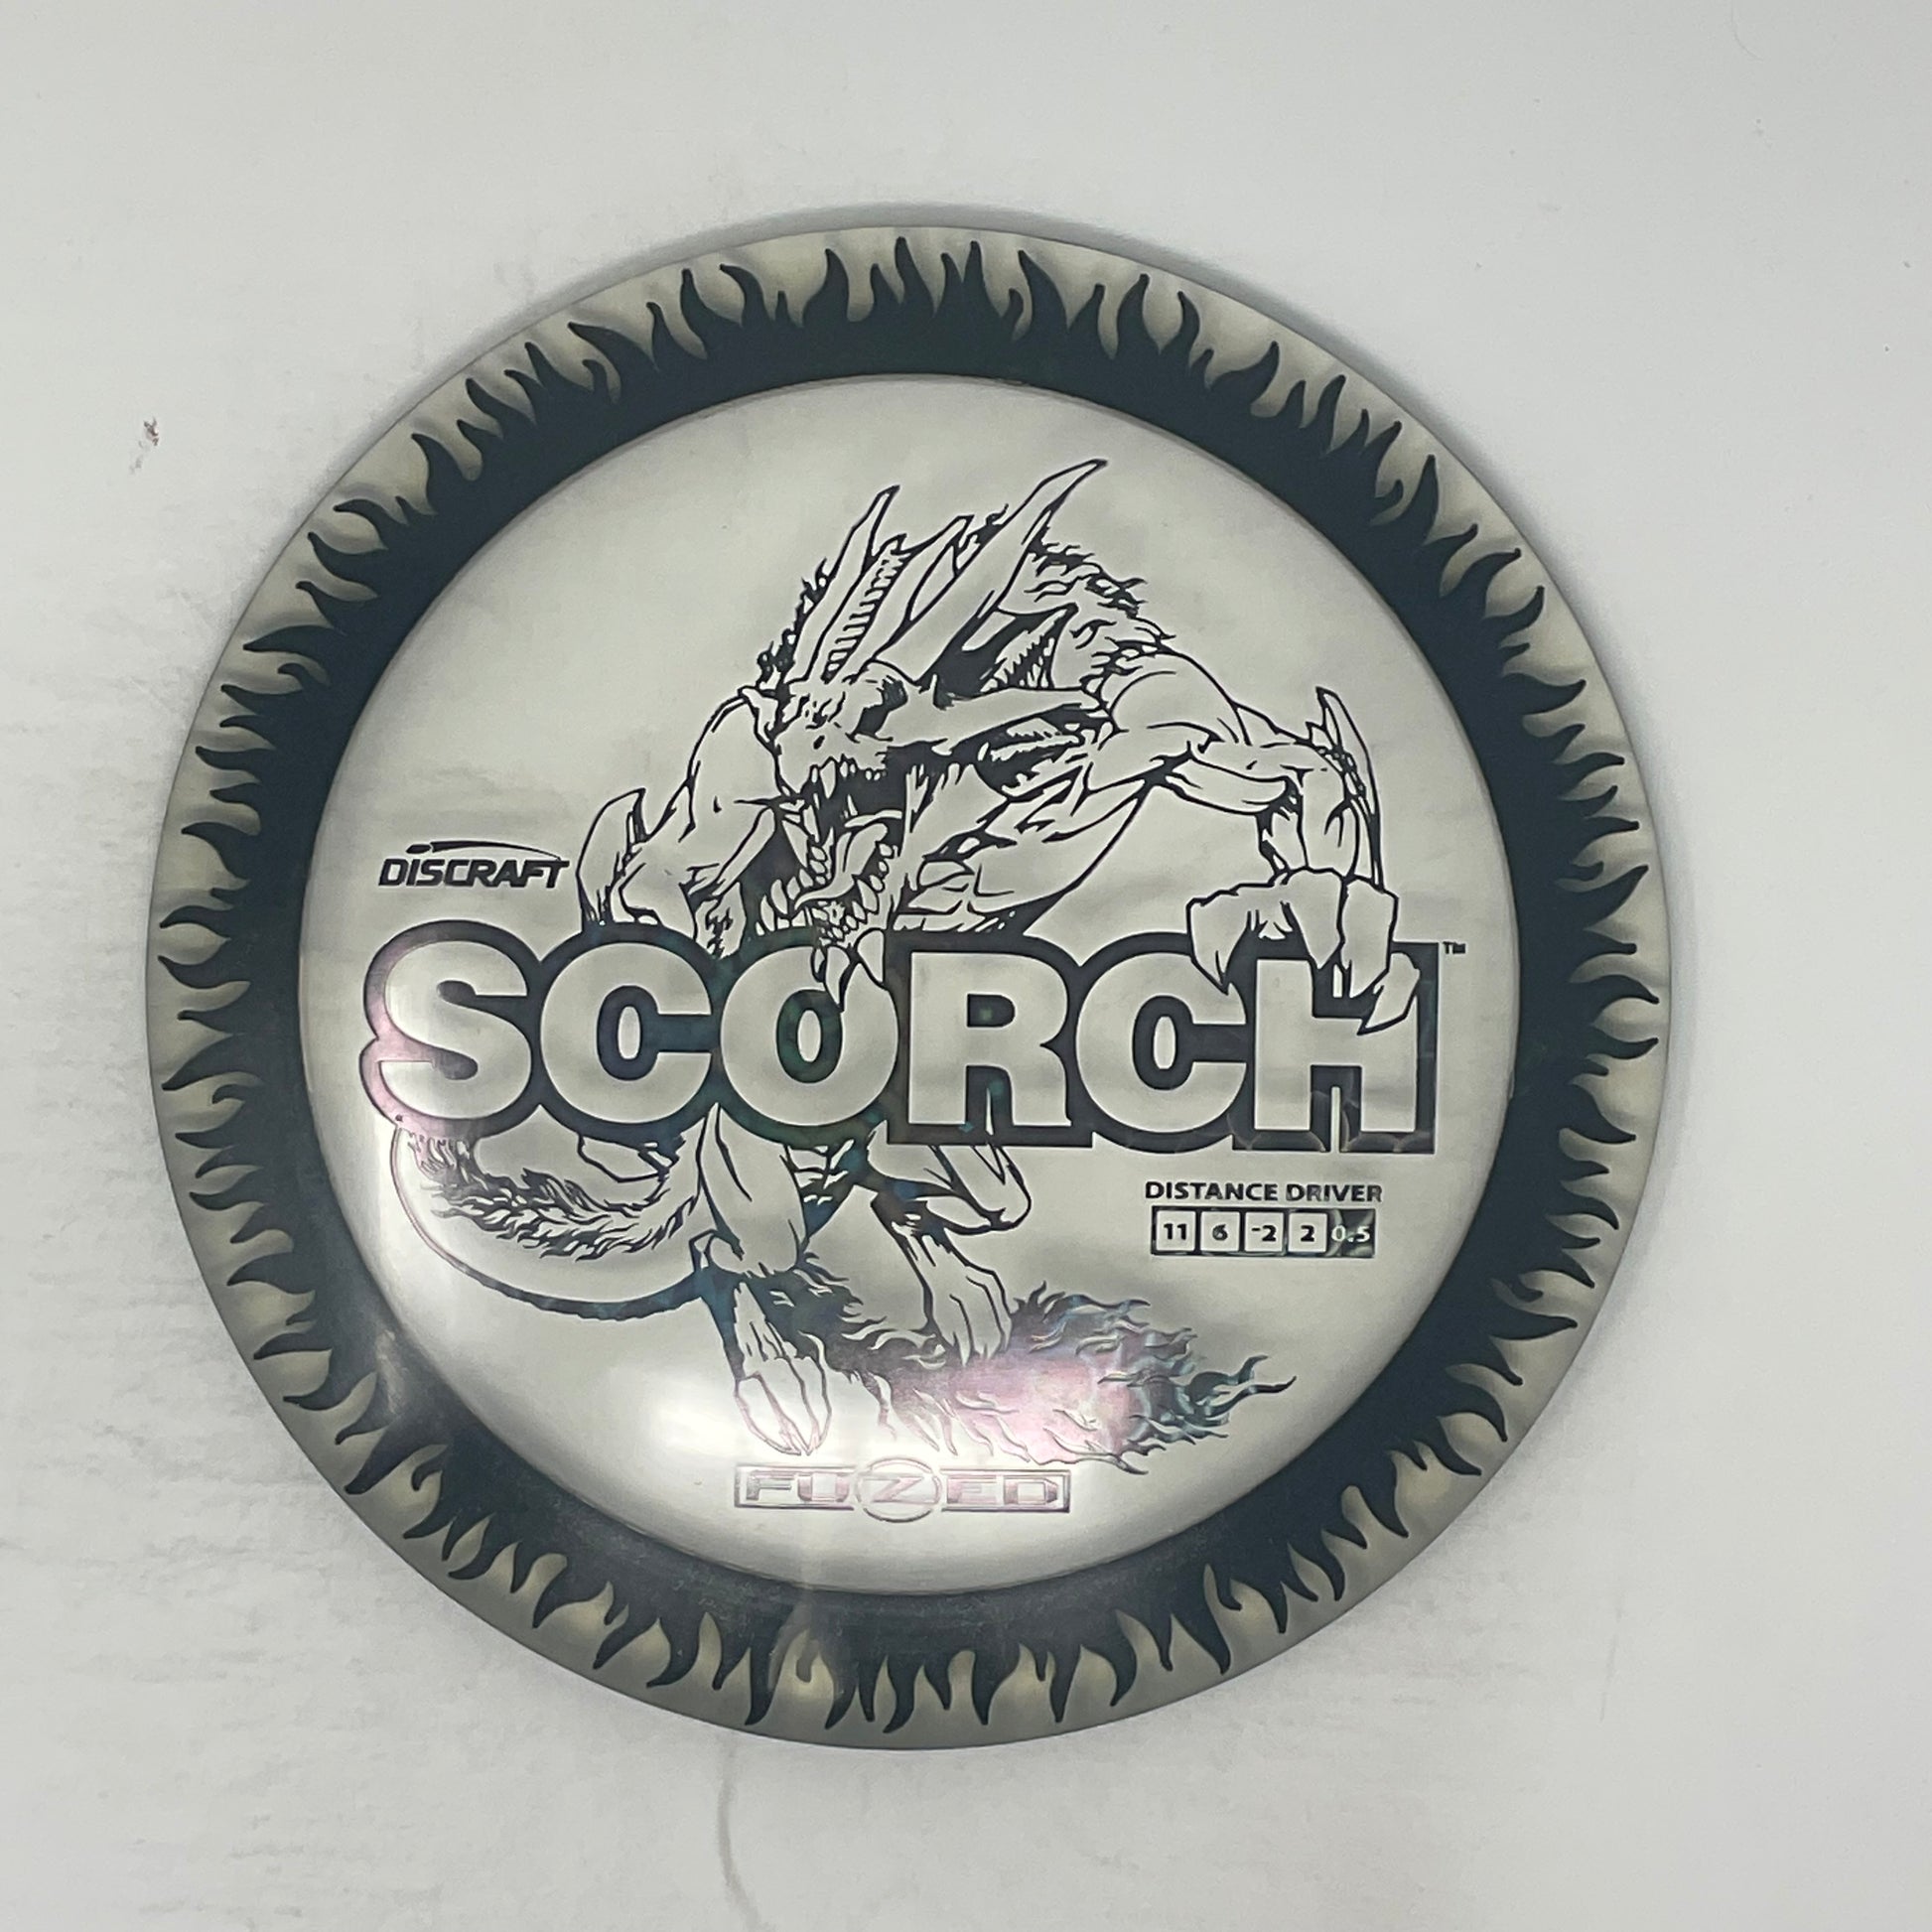 DISCRAFT
SCORCH™
DISTANCE DRIVER
11 6 -2 2 0.5
FUZED